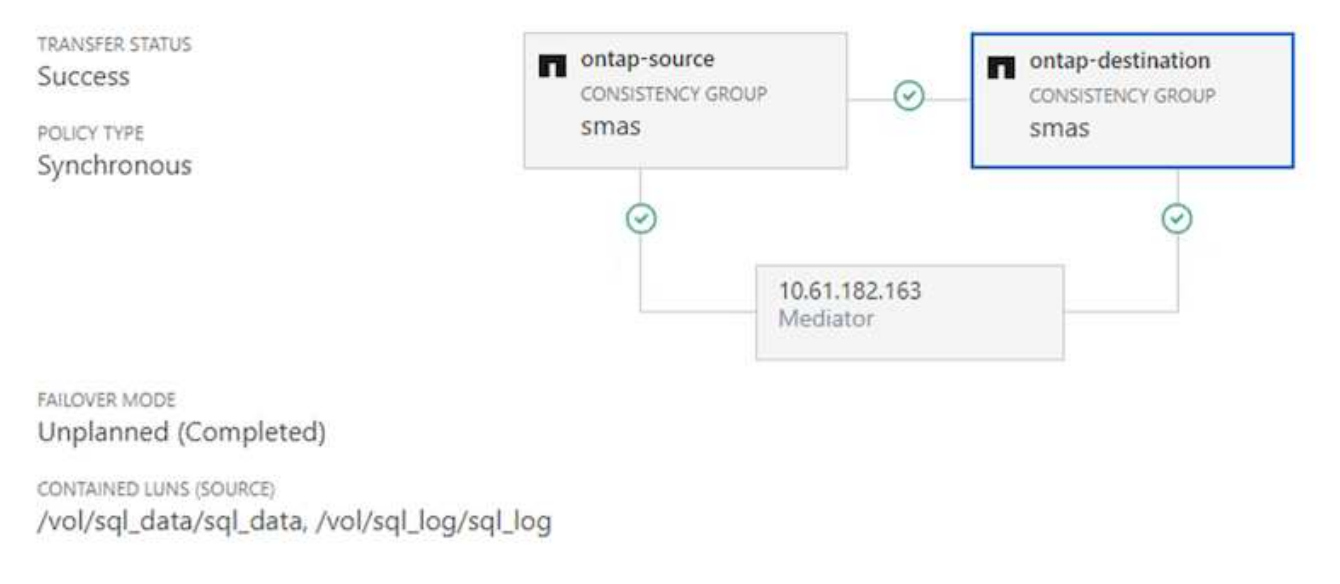 TRANSFER STATUS
Success
POLICY TYPE
Synchronous
ontap-source
CONSISTENCY GROUP
smas
ontap-destination
CONSISTENCY GROUP
smas
10.61.182.163
Mediator
FAILOVER MODE
Unplanned (Completed)
CONTAINED LUNS (SOURCE)
/vol/sql_data/sql_data, /vol/sql_log/sql_log